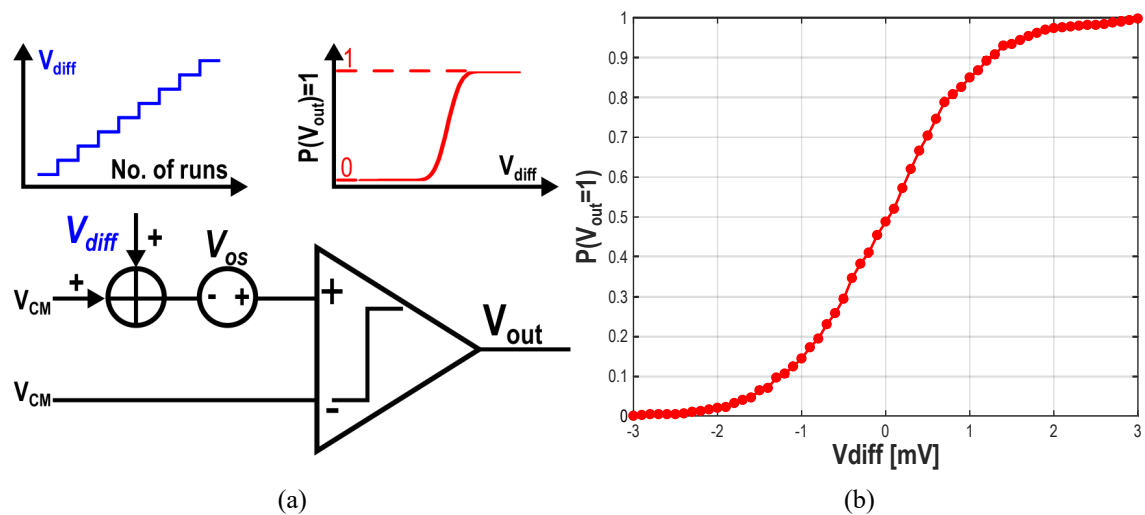 V_diff
No. of runs
P(V_out)=1
1
0
V_diff
V_diff
+
+
V_os
V_CM
- +
+
V_out
V_CM
-
(a)
P(V_out=1)
1
0.9
0.8
0.7
0.6
0.5
0.4
0.3
0.2
0.1
0
-3 -2 -1 0 1 2 3
Vdiff [mV]
(b)